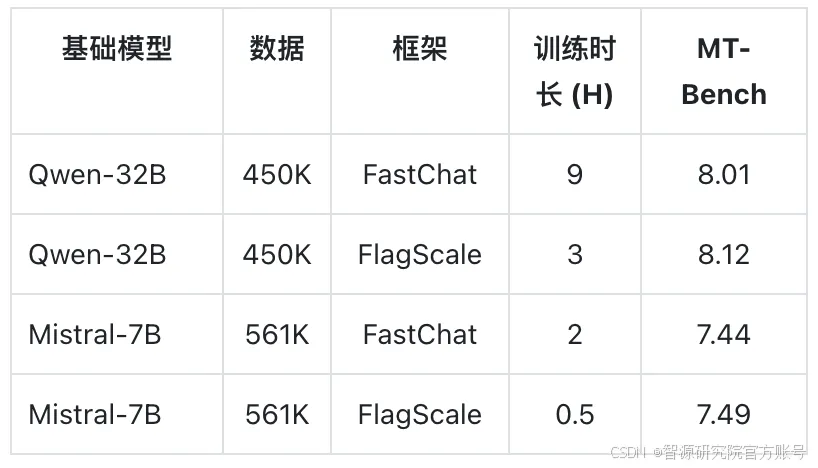 基础模型 数据 框架 训练时长 (H) MT-Bench
Qwen-32B 450K FastChat 9 8.01
Qwen-32B 450K FlagScale 3 8.12
Mistral-7B 561K FastChat 2 7.44
Mistral-7B 561K FlagScale 0.5 7.49
CSDN @智源研究院官方账号